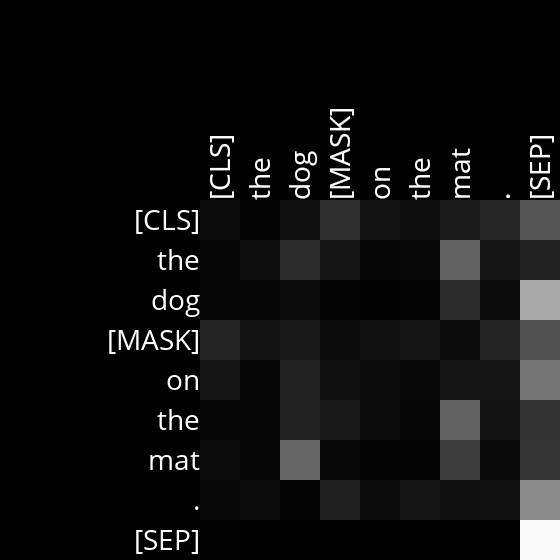 [CLS] the dog [MASK] on the mat . [SEP]
[CLS]
the
dog
[MASK]
on
the
mat
.
[SEP]